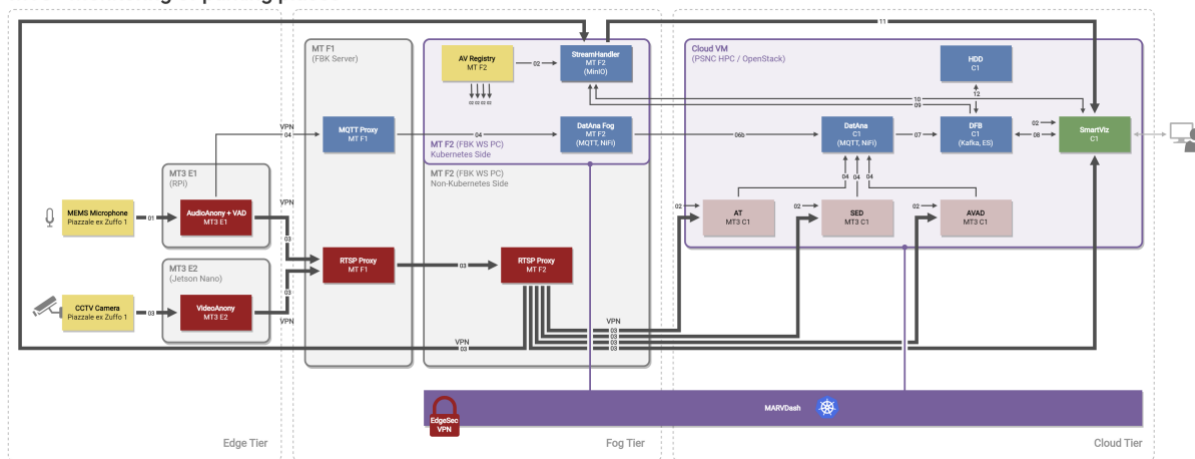 MT F1
(FBK Server)
AV Registry
MT F2
02
StreamHandler
MT F2
(MinIO)
11
Cloud VM
(PSNC HPC / OpenStack)
HDD
C1
12
10
09
VPN
04
MQTT Proxy
MT F1
04
DatAna Fog
MT F2
(MQTT, NiFi)
MT F2 (FBK WS PC)
Kubernetes Side
06b
DatAna
C1
(MQTT, NiFi)
07
DFB
C1
(Kafka, ES)
02
08
SmartViz
C1
MT F2 (FBK WS PC)
Non-Kubernetes Side
MT3 E1
(RPi)
MEMS Microphone
Piazzale ex Zuffo 1
01
AudioAnony + VAD
MT3 E1
VPN
03
04
04
04
02
AT
MT3 C1
02
SED
MT3 C1
02
AVAD
MT3 C1
MT3 E2
(Jetson Nano)
RTSP Proxy
MT F1
03
RTSP Proxy
MT F2
CCTV Camera
Piazzale ex Zuffo 1
03
VideoAnony
MT3 E2
03
VPN
VPN
03
03
03
03
VPN
03
MARVDash
EdgeSec
VPN
Edge Tier
Fog Tier
Cloud Tier